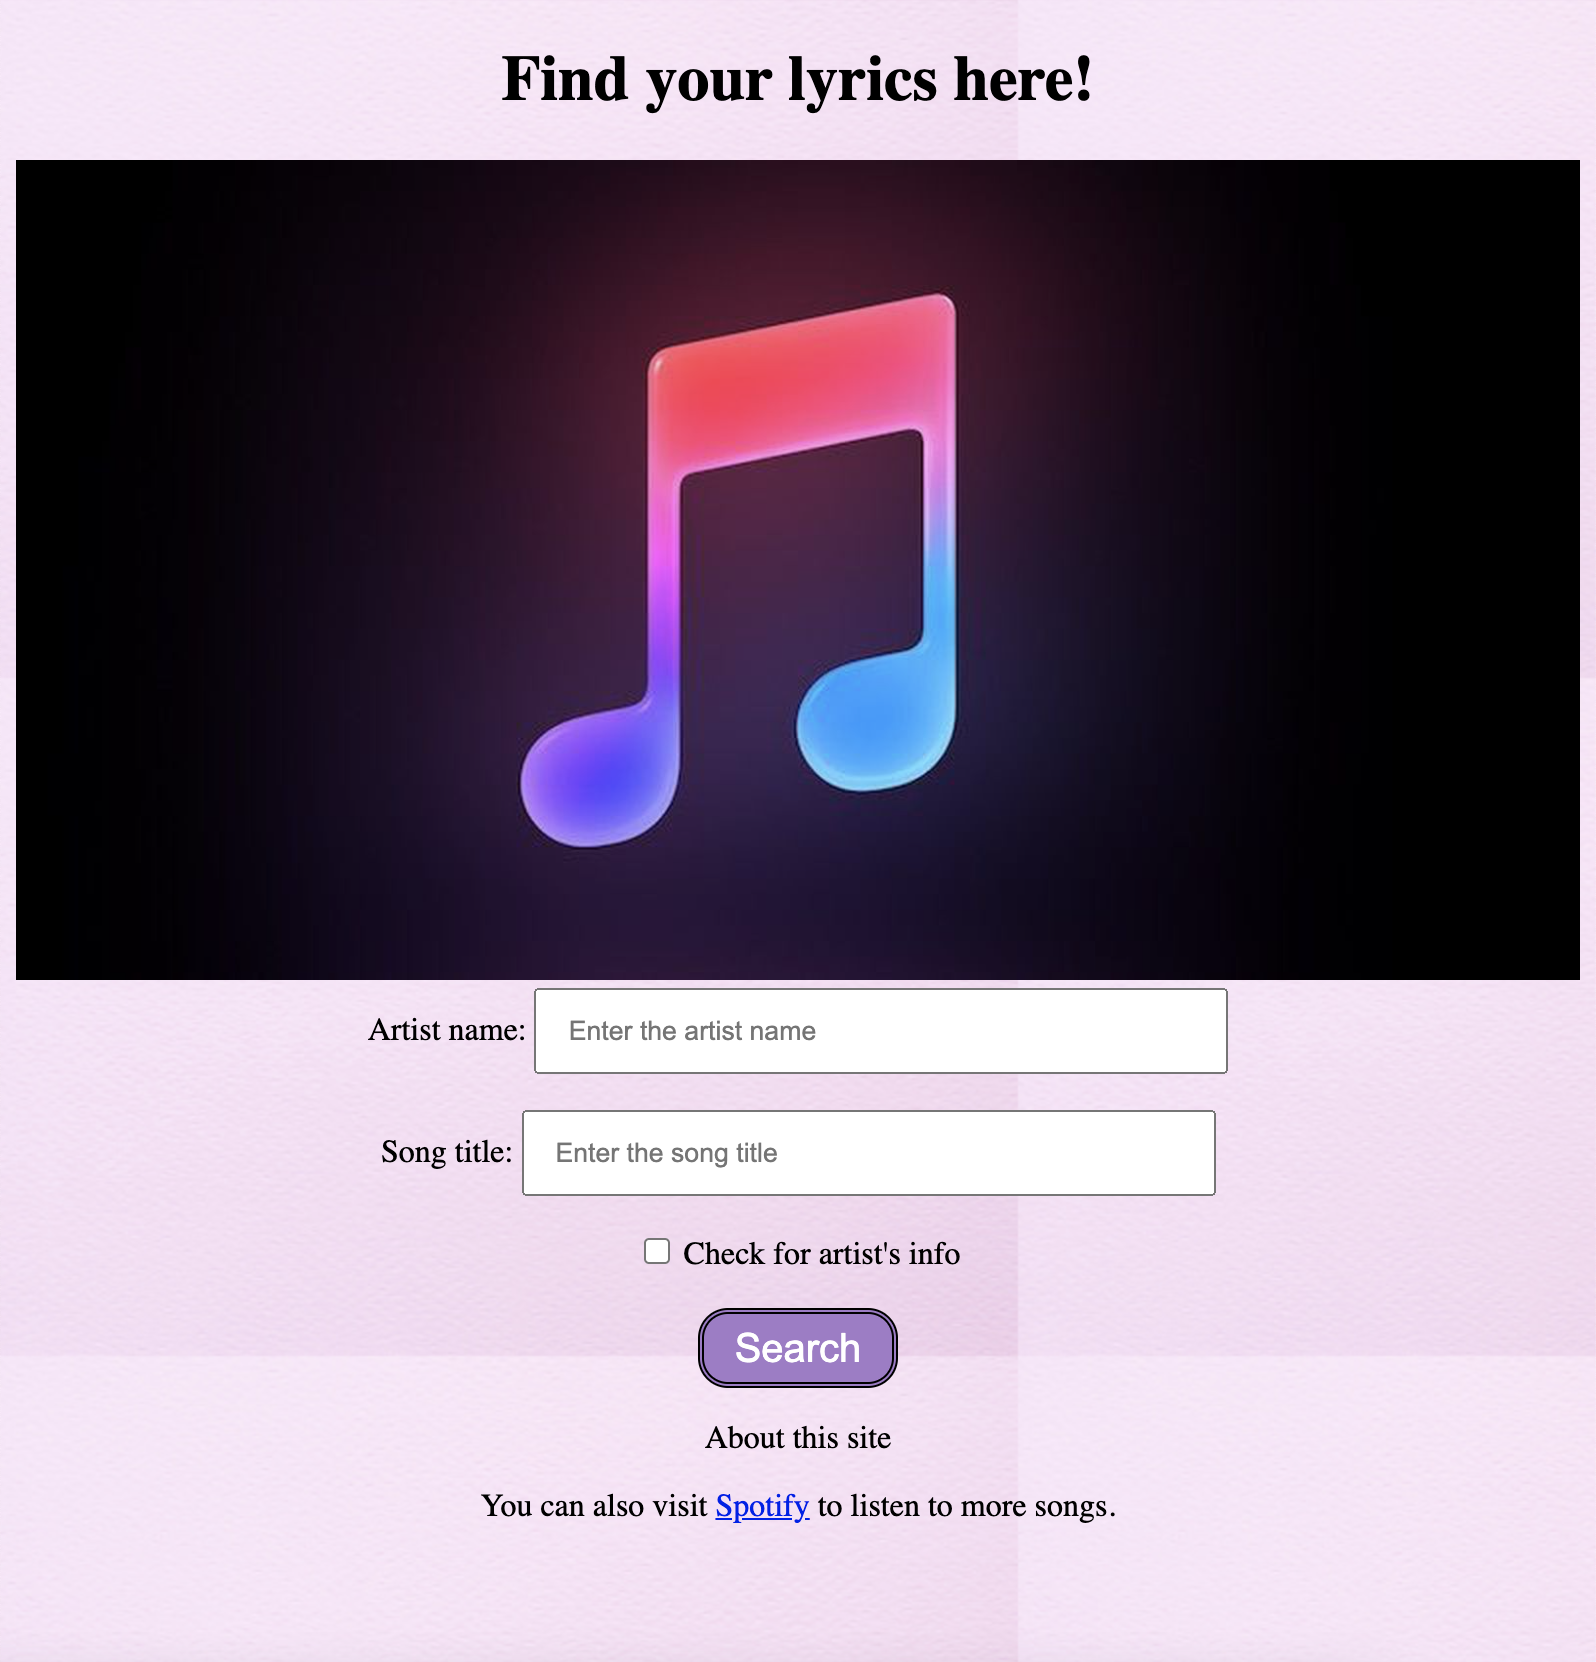 Find your lyrics here!
Artist name: Enter the artist name
Song title: Enter the song title
Check for artist's info
Search
About this site
You can also visit Spotify to listen to more songs.